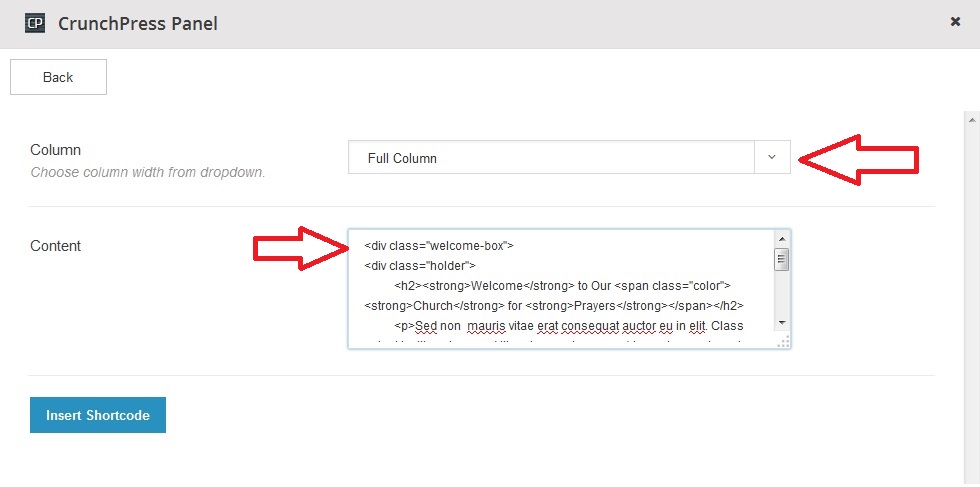 CP CrunchPress Panel
Back
Column
Choose column width from dropdown.
Full Column
Content
<div class="welcome-box">
<div class="holder">
<h2><strong>Welcome</strong> to Our <span class="color">
<strong>Church</strong> for <strong>Prayers</strong></span></h2>
<p>Sed non  mauris vitae erat consequat auctor eu in elit. Class
Insert Shortcode